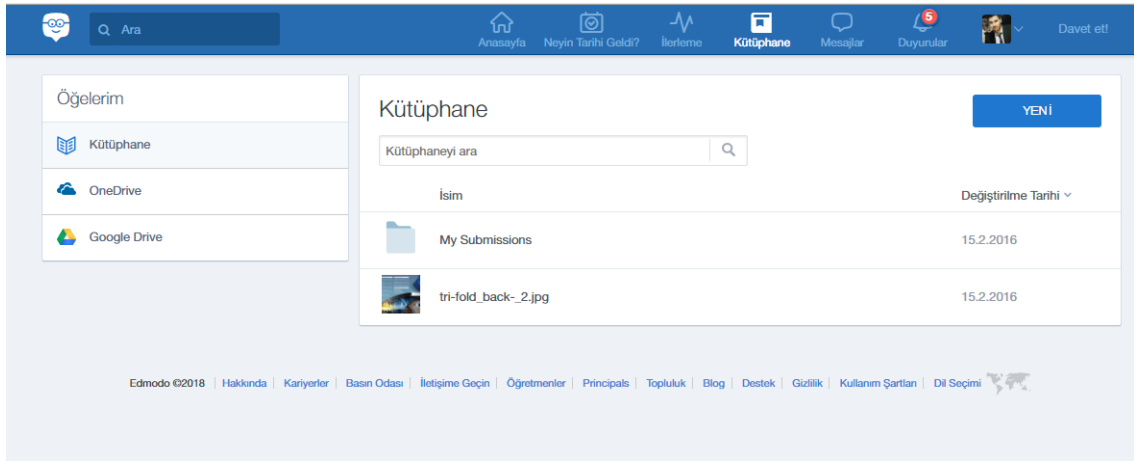 Ara
Anasayfa Neyin Tarihi Geldi? İlerleme Kütüphane Mesajlar 5 Duyurular Davet et!
Öğelerim
Kütüphane
OneDrive
Google Drive
Kütüphane
YENİ
Kütüphaneyi ara
İsim Değiştirilme Tarihi
My Submissions 15.2.2016
tri-fold_back-_2.jpg 15.2.2016
Edmodo ©2018 | Hakkında | Kariyerler | Basın Odası | İletişime Geçin | Öğretmenler | Principals | Topluluk | Blog | Destek | Gizlilik | Kullanım Şartları | Dil Seçimi